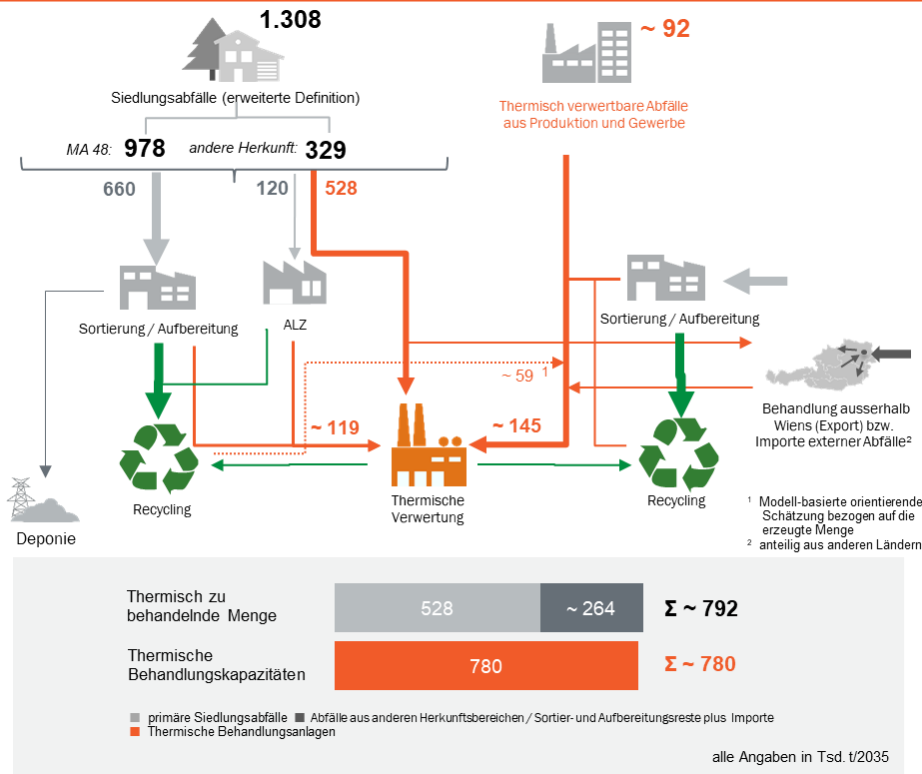 1.308
~ 92
Siedlungsabfälle (erweiterte Definition)
Thermisch verwertbare Abfälle
aus Produktion und Gewerbe
MA 48: 978 andere Herkunft: 329
660 120 528
Sortierung / Aufbereitung
ALZ
Sortierung / Aufbereitung
~ 59 ¹
Behandlung ausserhalb
Wiens (Export) bzw.
Importe externer Abfälle²
~ 119
~ 145
Recycling
Thermische
Verwertung
Recycling
Deponie
¹ Modell-basierte orientierende
Schätzung bezogen auf die
erzeugte Menge
² anteilig aus anderen Ländern
Thermisch zu
behandelnde Menge
528 ~ 264 Σ ~ 792
Thermische
Behandlungskapazitäten
780 Σ ~ 780
primäre Siedlungsabfälle Abfälle aus anderen Herkunftsbereichen / Sortier- und Aufbereitungsreste plus Importe
Thermische Behandlungsanlagen
alle Angaben in Tsd. t/2035